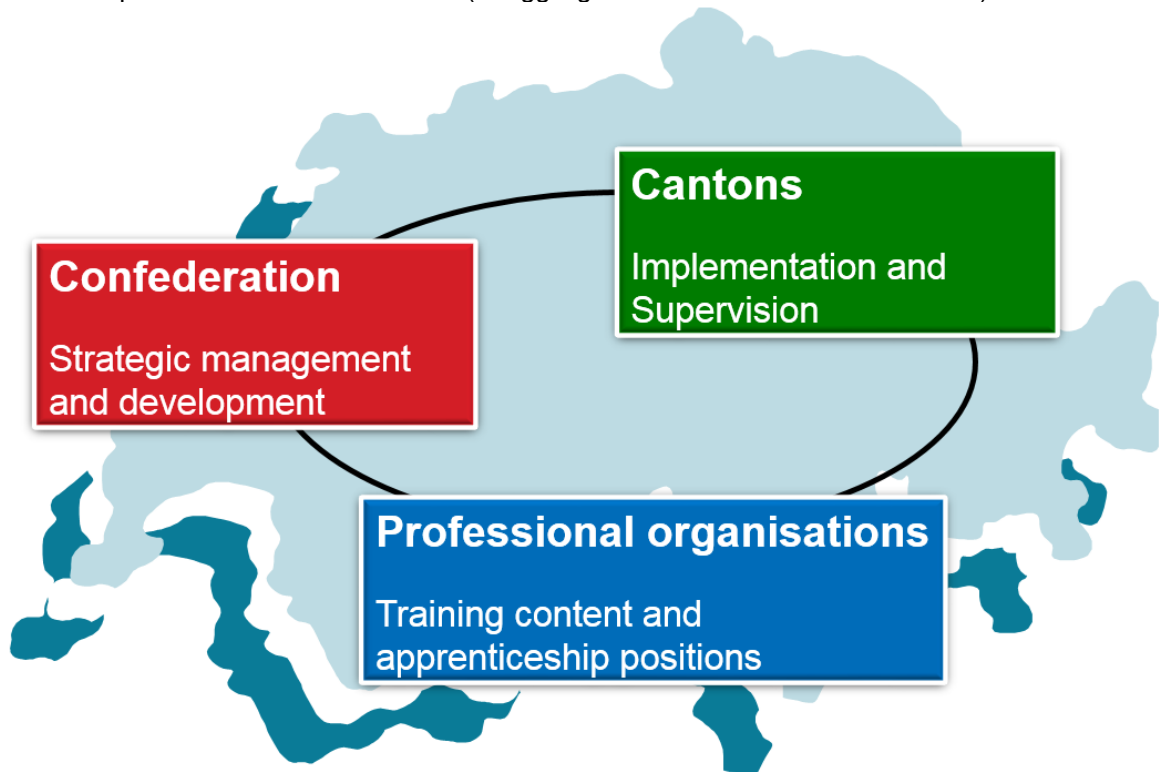 Confederation
Strategic management
and development
Cantons
Implementation and
Supervision
Professional organisations
Training content and
apprenticeship positions